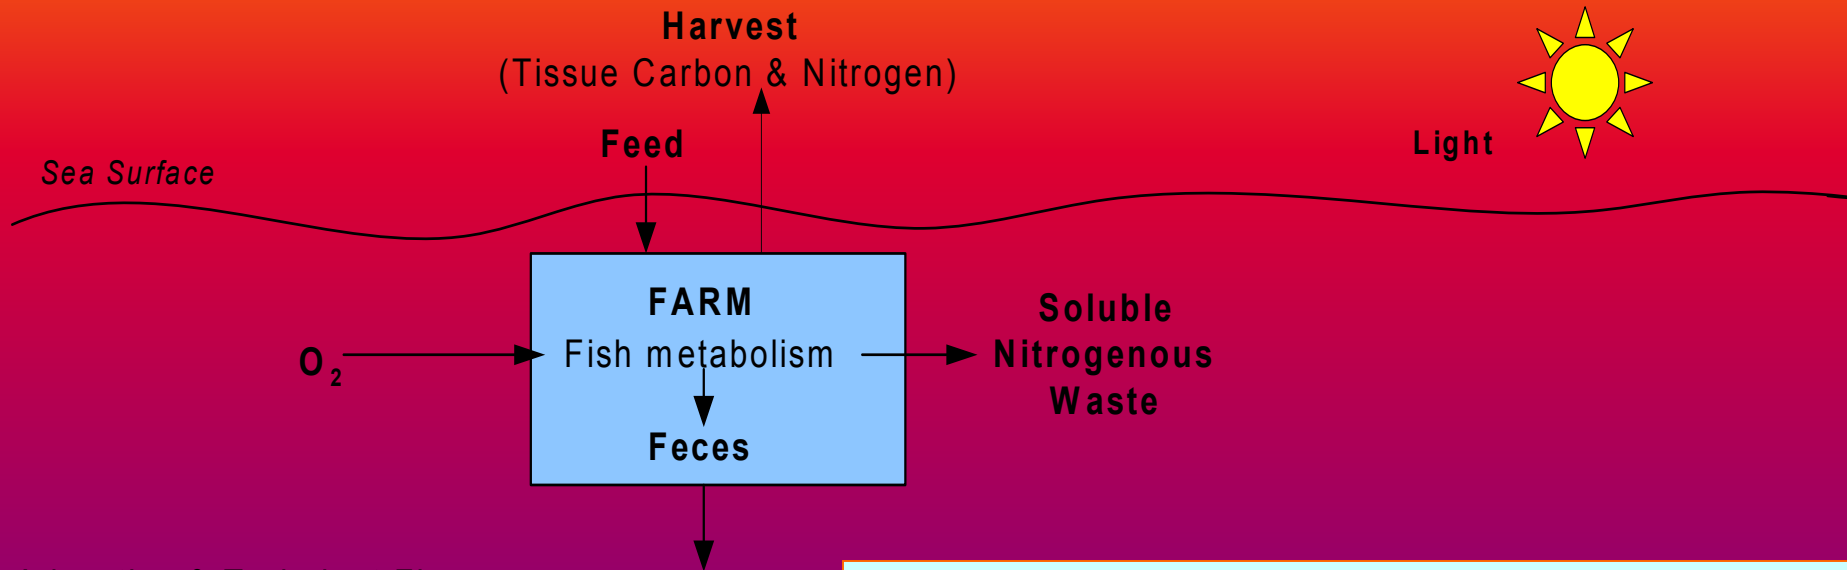 Harvest
(Tissue Carbon & Nitrogen)
Feed
Light
Sea Surface
FARM
Fish metabolism
O2
Soluble
Nitrogenous
Waste
Feces